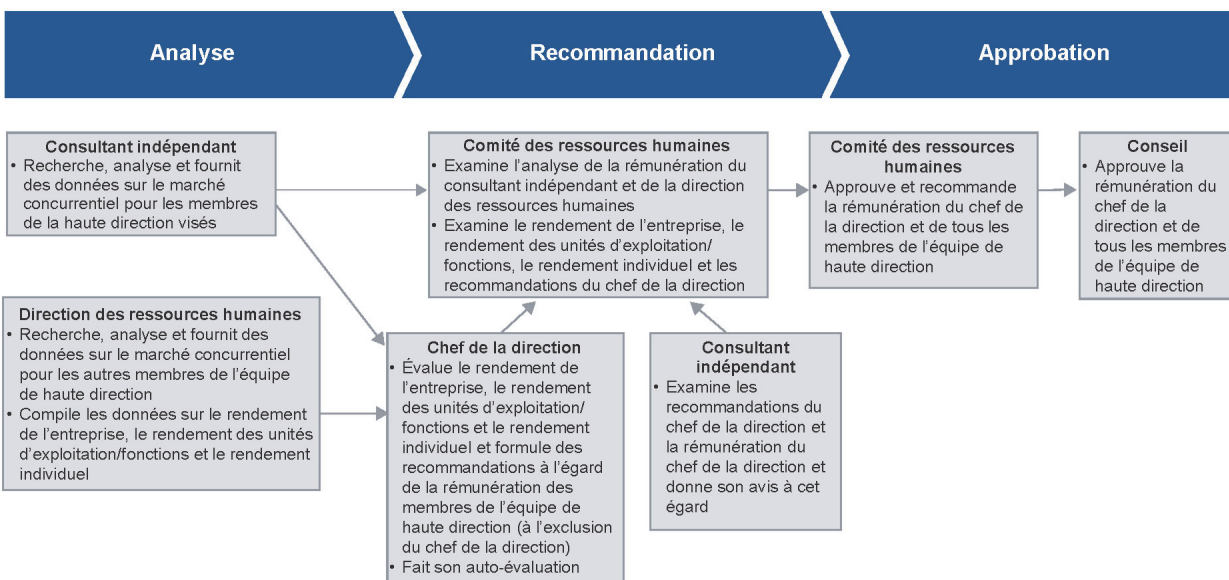 Analyse
Recommandation
Approbation
Consultant indépendant
• Recherche, analyse et fournit
des données sur le marché
concurrentiel pour les membres
de la haute direction visés
Direction des ressources humaines
• Recherche, analyse et fournit des
données sur le marché concurrentiel
pour les autres membres de l’équipe
de haute direction
• Compile les données sur le rendement
de l’entreprise, le rendement des unités
d’exploitation/fonctions et le rendement
individuel
Comité des ressources humaines
• Examine l’analyse de la rémunération du
consultant indépendant et de la direction
des ressources humaines
• Examine le rendement de l’entreprise, le
rendement des unités d’exploitation/
fonctions, le rendement individuel et les
recommandations du chef de la direction
Chef de la direction
• Évalue le rendement de
l’entreprise, le rendement
des unités d’exploitation/
fonctions et le rendement
individuel et formule des
recommandations à l’égard
de la rémunération des
membres de l’équipe de
haute direction (à l’exclusion
du chef de la direction)
• Fait son auto-évaluation
Consultant
indépendant
• Examine les
recommandations du
chef de la direction et
la rémunération du
chef de la direction et
donne son avis à cet
égard
Comité des ressources
humaines
• Approuve et recommande
la rémunération du chef de
la direction et de tous les
membres de l’équipe de
haute direction
Conseil
• Approuve la
rémunération du
chef de la
direction et de
tous les membres
de l’équipe de
haute direction